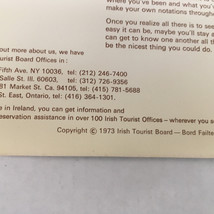 where you've been and what you'
make your own notations through
Once you realize all there is to see
easy it can be, maybe you'll stay a
can get to know one another all th
be the nicest thing you could do.
out more about us, we have
urist Board Offices in:
Fifth Ave. NY 10036, tel: (212) 246-7400
Salle St. Ill. 60603, tel: (312) 726-9356
81 Market St. Ca. 94105, tel: (415) 781-5688
St. East, Ontario, tel: (416) 364-1301.
e in Ireland, you can get information and
reservation assistance in over 100 Irish Tourist Offices – wherever you s
Copyright © 1973 Irish Tourist Board — Bord Failte